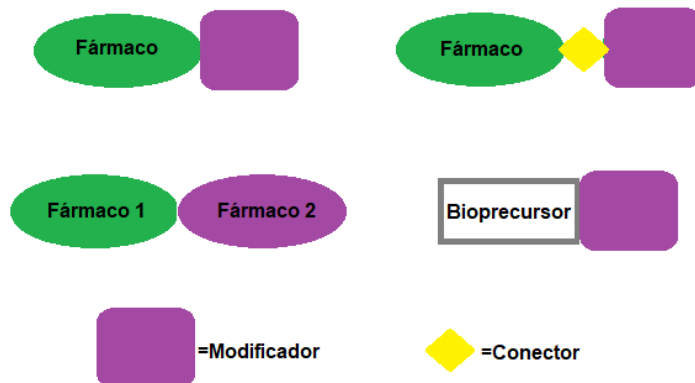 Fármaco
Fármaco
Fármaco 1
Fármaco 2
Bioprecursor
=Modificador
=Conector